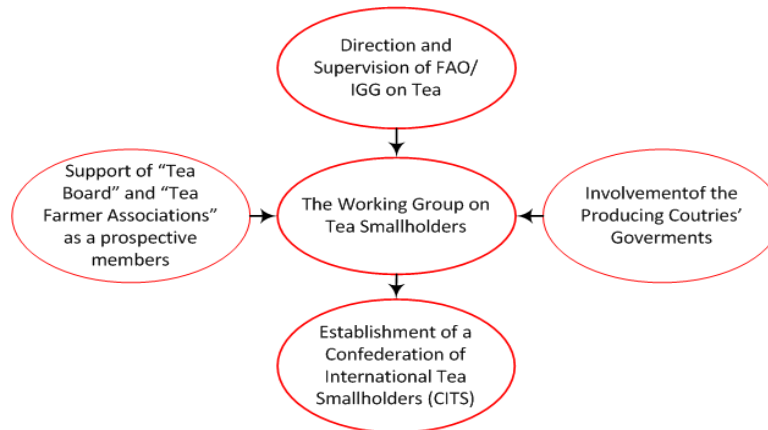 Direction and
Supervision of FAO/
IGG on Tea
Support of “Tea
Board” and “Tea
Farmer Associations”
as a prospective
members
The Working Group on
Tea Smallholders
Involvementof the
Producing Coutries’
Goverments
Establishment of a
Confederation of
International Tea
Smallholders (CITS)